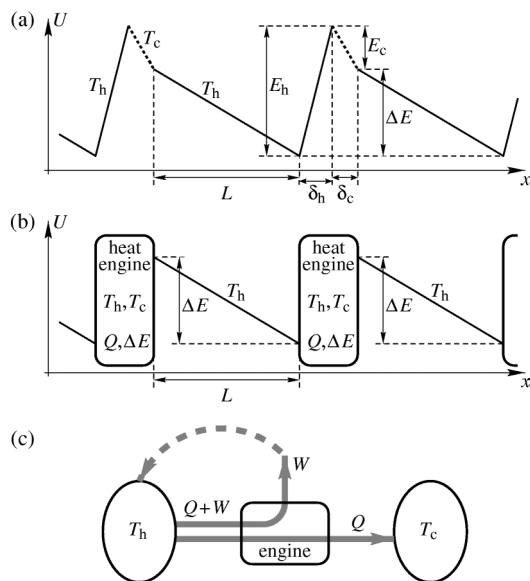 (a)
U
T_c
T_h
T_h
E_h
E_c
ΔE
x
L
δ_h
δ_c
(b)
U
heat
engine
T_h,T_c
Q,ΔE
ΔE
T_h
heat
engine
T_h,T_c
Q,ΔE
ΔE
T_h
L
x
(c)
W
Q+W
T_h
Q
T_c
engine